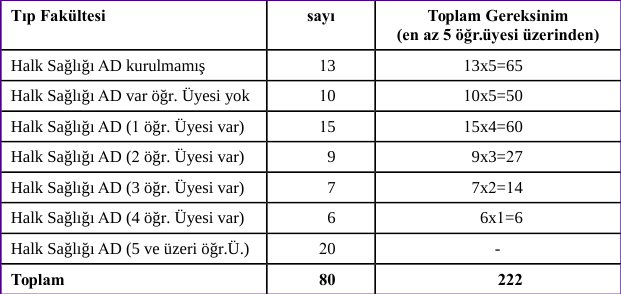 Tıp Fakültesi sayı Toplam Gereksinim
(en az 5 öğr.üyesi üzerinden)
Halk Sağlığı AD kurulmamış 13 13x5=65
Halk Sağlığı AD var öğr. Üyesi yok 10 10x5=50
Halk Sağlığı AD (1 öğr. Üyesi var) 15 15x4=60
Halk Sağlığı AD (2 öğr. Üyesi var) 9 9x3=27
Halk Sağlığı AD (3 öğr. Üyesi var) 7 7x2=14
Halk Sağlığı AD (4 öğr. Üyesi var) 6 6x1=6
Halk Sağlığı AD (5 ve üzeri öğr.Ü.) 20 -
Toplam 80 222